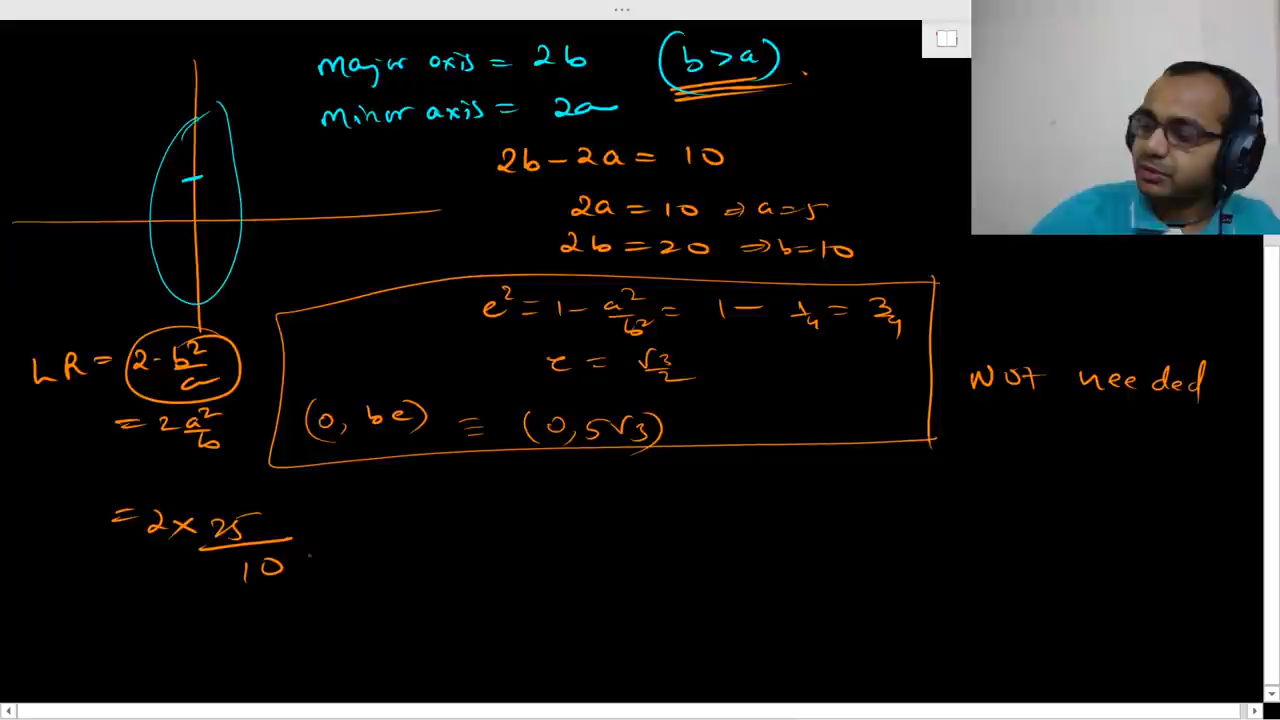 major axis = 2b (b>a).
minor axis = 2a
2b - 2a = 10
2a = 10 ⇒ a=5
2b = 20 ⇒ b=10
e² = 1 - a²/b² = 1 - 1/4 = 3/4
e = √3/2
(0, be) ≡ (0, 5√3)
Not needed
LR = 2·b²/a
= 2a²/b
= 2 × 25/10